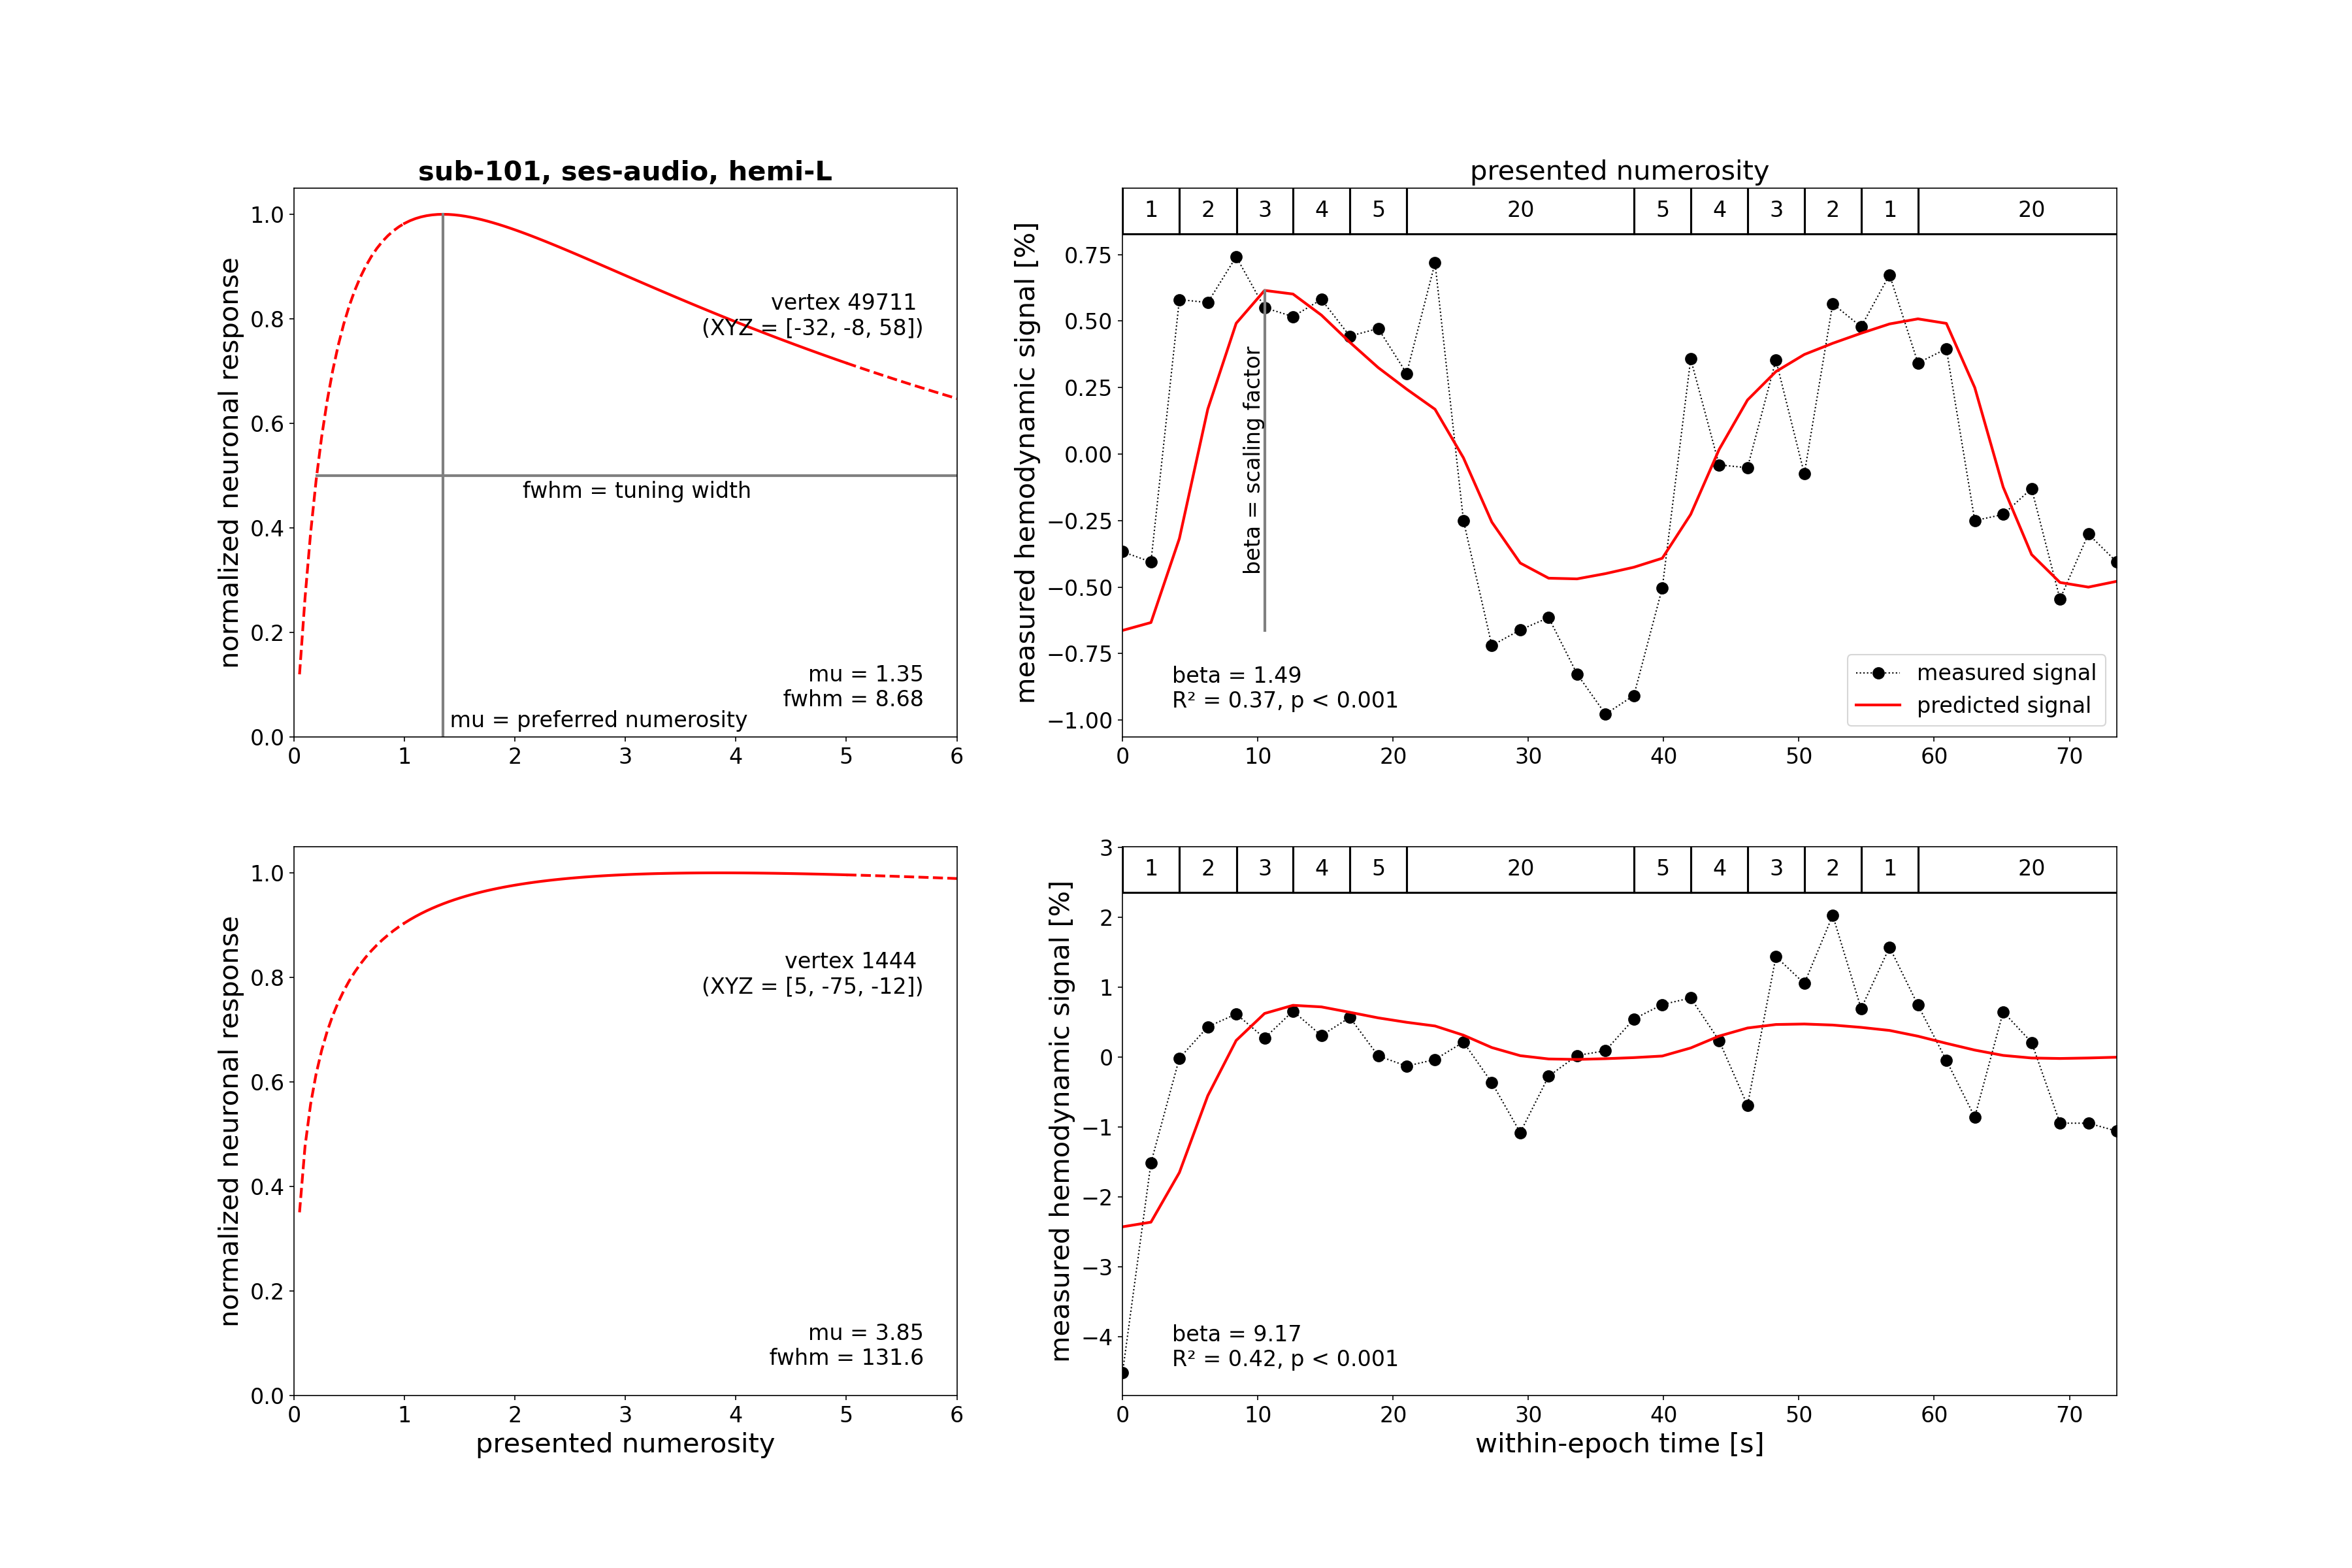 sub-101, ses-audio, hemi-L
normalized neuronal response
1.0
0.8
0.6
0.4
0.2
0.0
vertex 49711
(XYZ = [-32, -8, 58])
fwhm = tuning width
mu = 1.35
fwhm = 8.68
mu = preferred numerosity
0 1 2 3 4 5 6
presented numerosity
1 2 3 4 5 20 5 4 3 2 1 20
measured hemodynamic signal [%]
0.75
0.50
0.25
0.00
−0.25
−0.50
−0.75
−1.00
beta = scaling factor
beta = 1.49
R² = 0.37, p < 0.001
measured signal
predicted signal
0 10 20 30 40 50 60 70
normalized neuronal response
1.0
0.8
0.6
0.4
0.2
0.0
vertex 1444
(XYZ = [5, -75, -12])
mu = 3.85
fwhm = 131.6
0 1 2 3 4 5 6
presented numerosity
1 2 3 4 5 20 5 4 3 2 1 20
measured hemodynamic signal [%]
3
2
1
0
−1
−2
−3
−4
beta = 9.17
R² = 0.42, p < 0.001
0 10 20 30 40 50 60 70
within-epoch time [s]